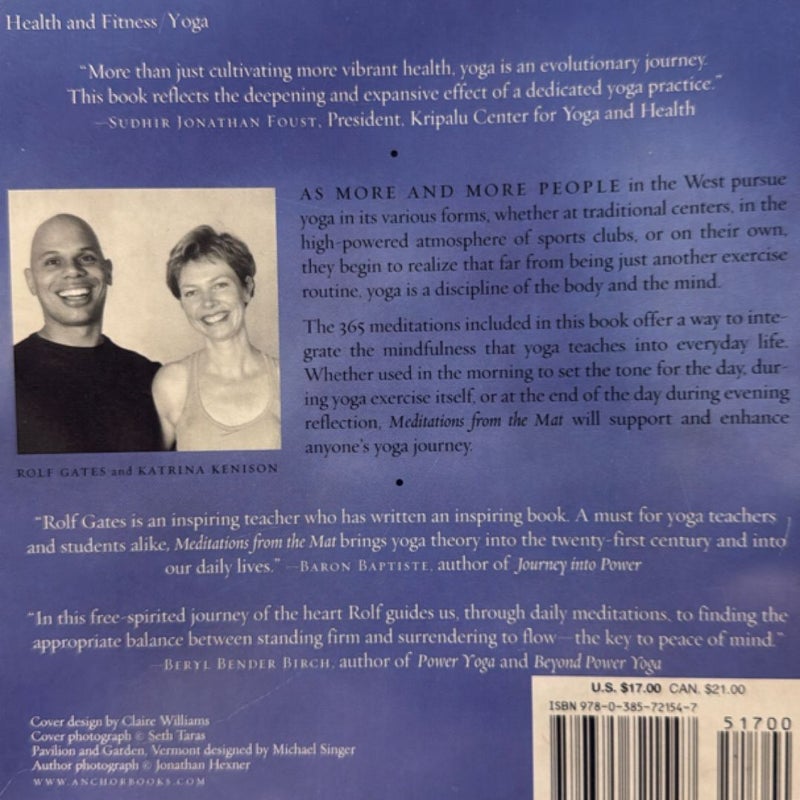 Health and Fitness/Yoga
“More than just cultivating more vibrant health, yoga is an evolutionary journey.
This book reflects the deepening and expansive effect of a dedicated yoga practice.”
—SUDHIR JONATHAN FOUST, President, Kripalu Center for Yoga and Health
•
AS MORE AND MORE PEOPLE in the West pursue
yoga in its various forms, whether at traditional centers, in the
high-powered atmosphere of sports clubs, or on their own,
they begin to realize that far from being just another exercise
routine, yoga is a discipline of the body and the mind.
The 365 meditations included in this book offer a way to inte-
grate the mindfulness that yoga teaches into everyday life.
Whether used in the morning to set the tone for the day, dur-
ing yoga exercise itself, or at the end of the day during evening
reflection, Meditations from the Mat will support and enhance
anyone's yoga journey.
ROLF GATES and KATRINA KENISON
•
“Rolf Gates is an inspiring teacher who has written an inspiring book. A must for yoga teachers
and students alike, Meditations from the Mat brings yoga theory into the twenty-first century and into
our daily lives.” —BARON BAPTISTE, author of Journey into Power
“In this free-spirited journey of the heart Rolf guides us, through daily meditations, to finding the
appropriate balance between standing firm and surrendering to flow—the key to peace of mind.”
—BERYL BENDER BIRCH, author of Power Yoga and Beyond Power Yoga
Cover design by Claire Williams
Cover photograph © Seth Taras
Pavilion and Garden, Vermont designed by Michael Singer
Author photograph © Jonathan Hexner
WWW.ANCHORBOOKS.COM
U.S. $17.00 CAN. $21.00
ISBN 978-0-385-72154-7
51700